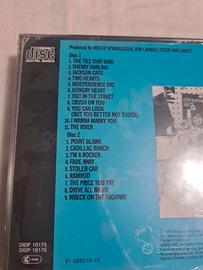 COMPACT
disc
DIGITAL AUDIO
Produced by BRUCE SPRINGSTEEN, JON LANDAU, STEVE VAN ZANDT
Disc 1
1. THE TIES THAT BIND
2. SHERRY DARLING
3. JACKSON CAGE
4. TWO HEARTS
5. INDEPENDENCE DAY
6. HUNGRY HEART
7. OUT IN THE STREET
8. CRUSH ON YOU
9. YOU CAN LOOK
(BUT YOU BETTER NOT TOUCH)
10. I WANNA MARRY YOU
11. THE RIVER
Disc 2
1. POINT BLANK
2. CADILLAC RANCH
3. I'M A ROCKER
4. FADE AWAY
5. STOLEN CAR
6. RAMROD
7. THE PRICE YOU PAY
8. DRIVE ALL NIGHT
9. WRECK ON THE HIGHWAY
DIDP 10175
DIDP 10176